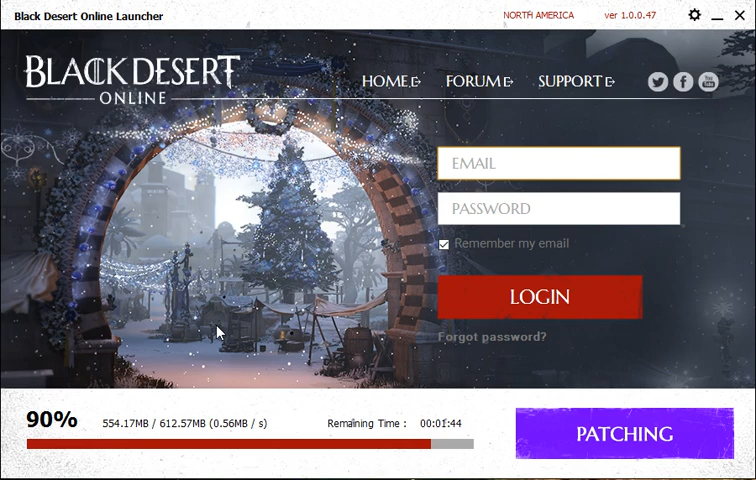 Black Desert Online Launcher
NORTH AMERICA
ver 1.0.0.47
BLACK DESERT
ONLINE
HOME
FORUM
SUPPORT
You
Tube
EMAIL
PASSWORD
Remember my email
LOGIN
Forgot password?
90%
554.17MB / 612.57MB (0.56MB / s)
Remaining Time : 00:01:44
PATCHING